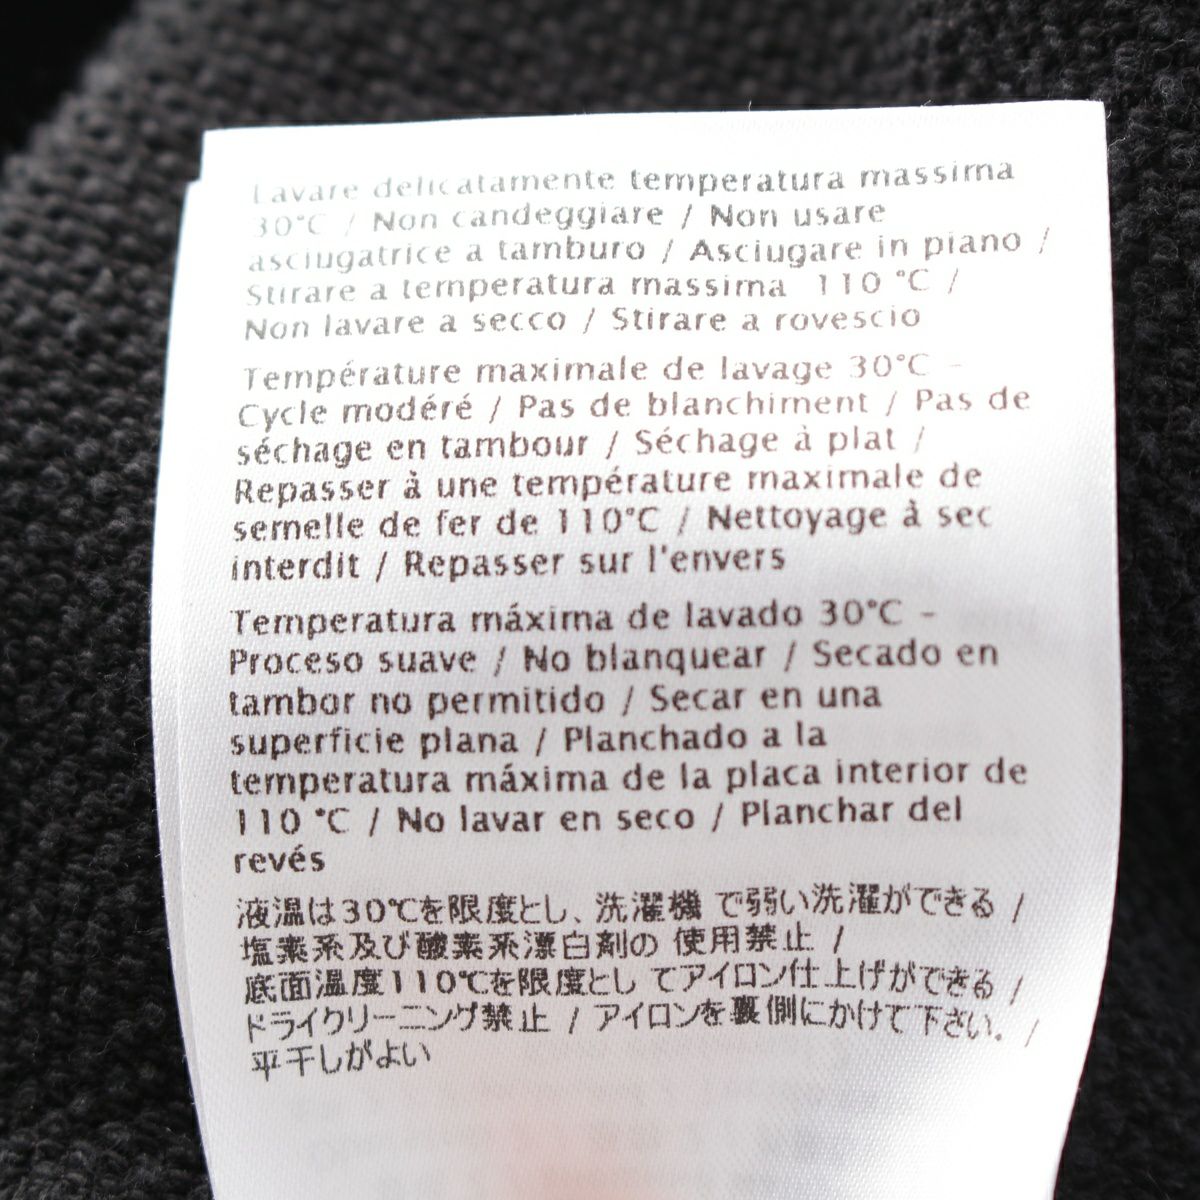 Lavare delicatamente temperatura massima
30°C / Non candeggiare / Non usare
asciugatrice a tamburo / Asciugare in piano /
Stirare a temperatura massima 110 °C /
Non lavare a secco / Stirare a rovescio
Température maximale de lavage 30°C -
Cycle modéré / Pas de blanchiment / Pas de
séchage en tambour / Séchage à plat /
Repasser à une température maximale de
semelle de fer de 110°C / Nettoyage à sec
interdit / Repasser sur l'envers
Temperatura máxima de lavado 30°C -
Proceso suave / No blanquear / Secado en
tambor no permitido / Secar en una
superficie plana / Planchado a la
temperatura máxima de la placa interior de
110 °C / No lavar en seco / Planchar del
revés
液温は30℃を限度とし、洗濯機 で弱い洗濯ができる /
塩素系及び酸素系漂白剤の 使用禁止 /
底面温度110℃を限度とし てアイロン仕上げができる /
ドライクリーニング禁止 / アイロンを裏側にかけて下さい。 /
平干しがよい